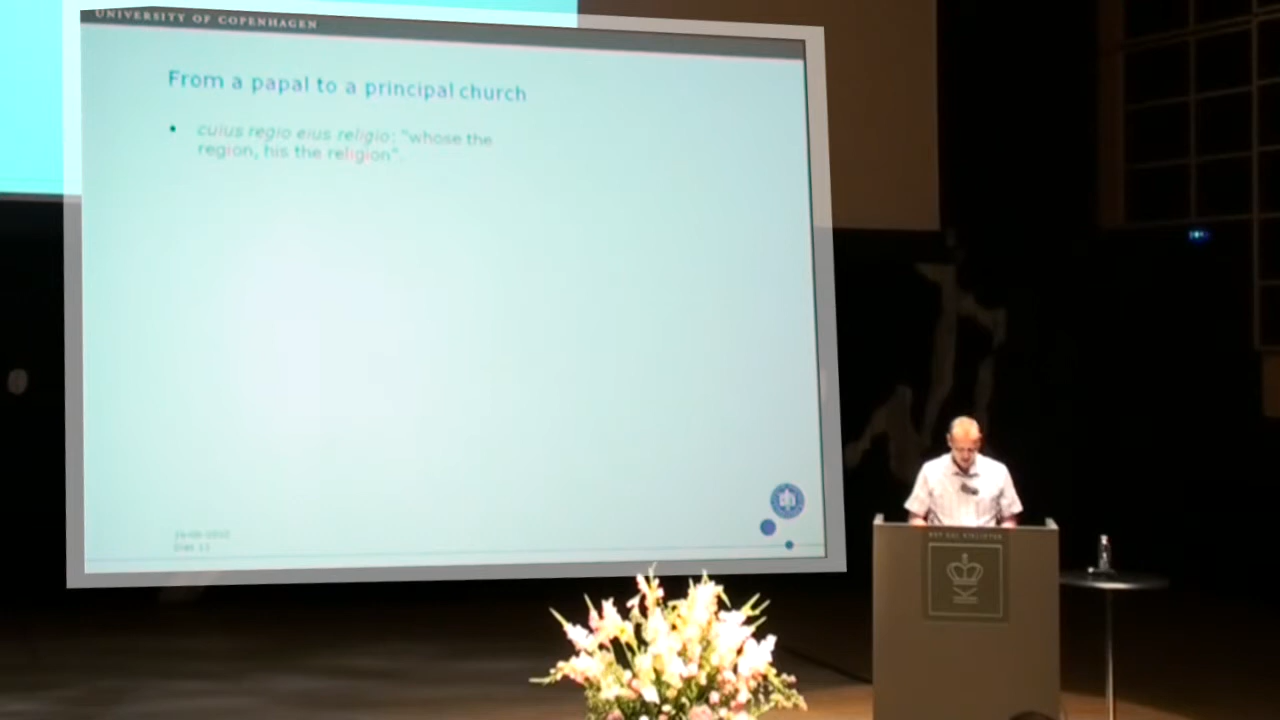 UNIVERSITY OF COPENHAGEN
From a papal to a principal church
• cuius regio eius religio: "whose the
region, his the religion".